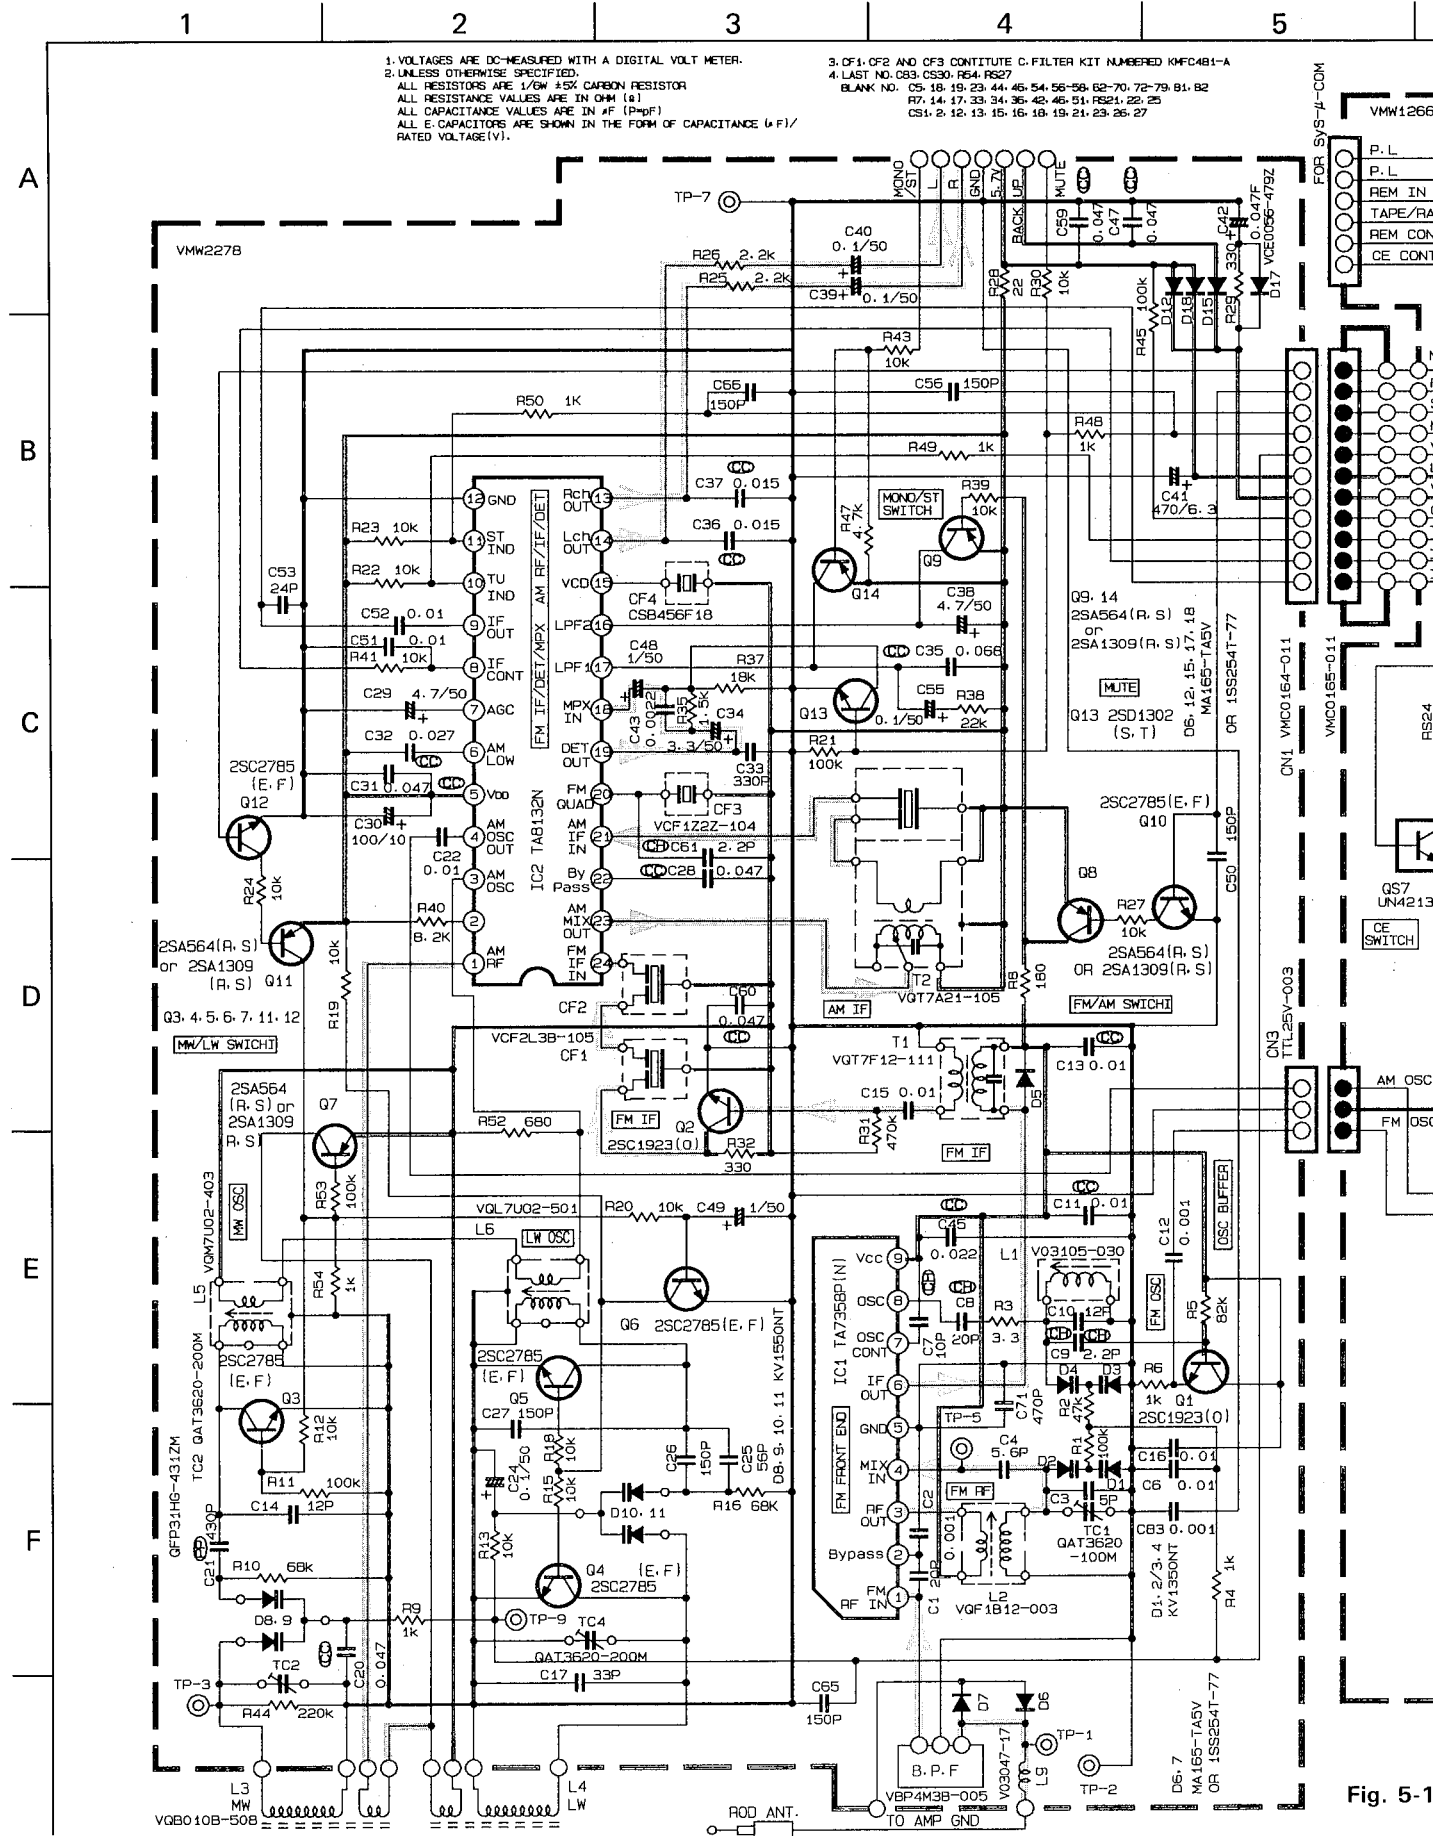 1 2 3 4 5
1. VOLTAGES ARE DC-MEASURED WITH A DIGITAL VOLT METER.
2. UNLESS OTHERWISE SPECIFIED.
ALL RESISTORS ARE 1/6W ±5% CARBON RESISTOR
ALL RESISTANCE VALUES ARE IN OHM (Ω)
ALL CAPACITANCE VALUES ARE IN μF (P=pF)
ALL E.CAPACITORS ARE SHOWN IN THE FORM OF CAPACITANCE (μF)/
RATED VOLTAGE(V).
3. CF1, CF2 AND CF3 CONTITUTE C.FILTER KIT NUMBERED KMFC481-A
4. LAST NO. C83, CS30, R54, RS27
BLANK NO. C5, 18, 19, 23, 44, 46, 54, 56-58, 62-70, 72-79, 81, 82
R7, 14, 17, 33, 34, 36, 42, 46, 51, RS21, 22, 25
CS1, 2, 12, 13, 15, 16, 18, 19, 21, 23, 26, 27
FOR SyS-μ-COM
VMW1266
A
P.L
P.L
REM IN
TAPE/RA
REM CON
CE CONT
MONO/ST
L
R
GND
5.7V
BACK UP
MUTE
TP-7
VMW2278
C59 0.047
C47 0.047
C42 0.047F
VCE0056-479Z
C40 0.1/50
R26 2.2k
R25 2.2k
C39 0.1/50
R28 22
R30 10k
R45 100k
D12
D18
D15
R29 330
D17
B
R43 10k
C66 150P
C56 150P
R50 1K
R48 1k
R49 1k
C41 470/6.3
C37 0.015
C36 0.015
MONO/ST SWITCH
R39 10k
Q9
R47 4.7k
Q14
R23 10k
R22 10k
C53 24P
C52 0.01
C51 0.01
R41 10k
12 GND
11 ST IND
10 TU IND
9 IF OUT
8 IF CONT
7 AGC
6 AM LOW
5 VDD
4 AM OSC OUT
3 AM OSC
2
1 AM RF
Rch OUT 13
Lch OUT 14
VCO 15
LPF2 16
LPF1 17
MPX IN 18
DET OUT 19
FM QUAD 20
AM IF IN 21
By Pass 22
AM MIX OUT 23
FM IF IN 24
FM IF/DET/MPX AM RF/IF/DET
IC2 TA8132N
CF4
CSB456F18
C38 4.7/50
Q9, 14
2SA564(R,S)
or
2SA1309(R,S)
MUTE
Q13 2SD1302
(S,T)
D6, 12, 15, 17, 18
MA165-TA5V
OR 1SS254T-77
CN1 VMC0164-011
VMC0165-011
RS24
C
C48 1/50
R37 18K
C35 0.068
C55 0.1/50
R38 22k
Q13
C43 0.0022
R35 1.5k
C34 3.3/50
C33 330P
R21 100k
C29 4.7/50
C32 0.027
C31 0.047
C30 100/10
C22 0.01
2SC2785
(E,F)
Q12
CF3
VCF1Z2Z-104
C61 2.2P
C28 0.047
2SC2785(E,F)
Q10
C50 150P
Q8
R27 10k
2SA564(R,S)
OR 2SA1309(R,S)
FM/AM SWICHI
QS7
UN4213
CE SWITCH
D
R24 10k
R40 8.2K
2SA564(R,S)
or 2SA1309
(R,S)
Q11
R19 10k
Q3, 4, 5, 6, 7, 11, 12
MW/LW SWICHI
T2
VQT7A21-105
AM IF
R8 180
CF2
VCF2L3B-105
CF1
C60 0.047
FM IF
T1
VQT7F12-111
C13 0.01
C15 0.01
D5
CN3
TTL25V-003
AM OSC
FM OSC
2SA564
(R,S) or
2SA1309
R,S)
Q7
R52 680
Q2
2SC1923(O)
R32 330
R31 470K
FM IF
E
VQM7U02-403
MW OSC
R53 100k
VQL7U02-501
L6
LW OSC
R20 10k
C49 1/50
R54 1k
L5
Q6 2SC2785(E,F)
C45 0.022
C11 0.01
C12 0.001
OSC BUFFER
L1 V03105-030
FM OSC
Vcc 9
OSC 8
OSC CONT 7
IF OUT 6
GND 5
MIX IN 4
RF OUT 3
Bypass 2
FM RF IN 1
IC1 TA7358P(N)
FM FRONT END
C8 20P
R3 3.3
C7 10P
C10 12P
C9 2.2P
D4
D3
R5 82K
R6 1k
Q1
2SC1923(O)
D8, 9, 10, 11 KV1550NT
2SC2785
(E,F)
Q3
TC2 QAT3620-200M
QFP31HG-431ZM
2SC2785
(E,F)
Q5
C27 150P
R12 10k
R11 100k
C14 12P
R18 10k
R15 10k
C24 0.1/50
C26 150P
C25 56P
R16 68K
TP-5
C71 470P
C4 5.6P
R2 47k
R1 100k
D2
D1
C16 0.01
C6 0.01
F
C21 430P
R10 68K
R13 10k
D10, 11
Q4 (E,F)
2SC2785
C2 0.001
C1 20P
FM RF
C3 5P
TC1
QAT3620
-100M
C83 0.001
L2
VQF1B12-003
D1, 2/3, 4
KV1350NT
R4 1k
D8, 9
R9 1k
TP-9
TC4
QAT3620-200M
C20 0.047
TP-3
TC2
R44 220K
C17 33P
C65 150P
D7
D6
TP-1
TP-2
V03047-17
L9
B.P.F
VBP4M3B-005
D6, 7
MA165-TA5V
OR 1SS254T-77
L3
MW
VQB010B-508
L4
LW
ROD ANT.
TO AMP GND
Fig. 5-1